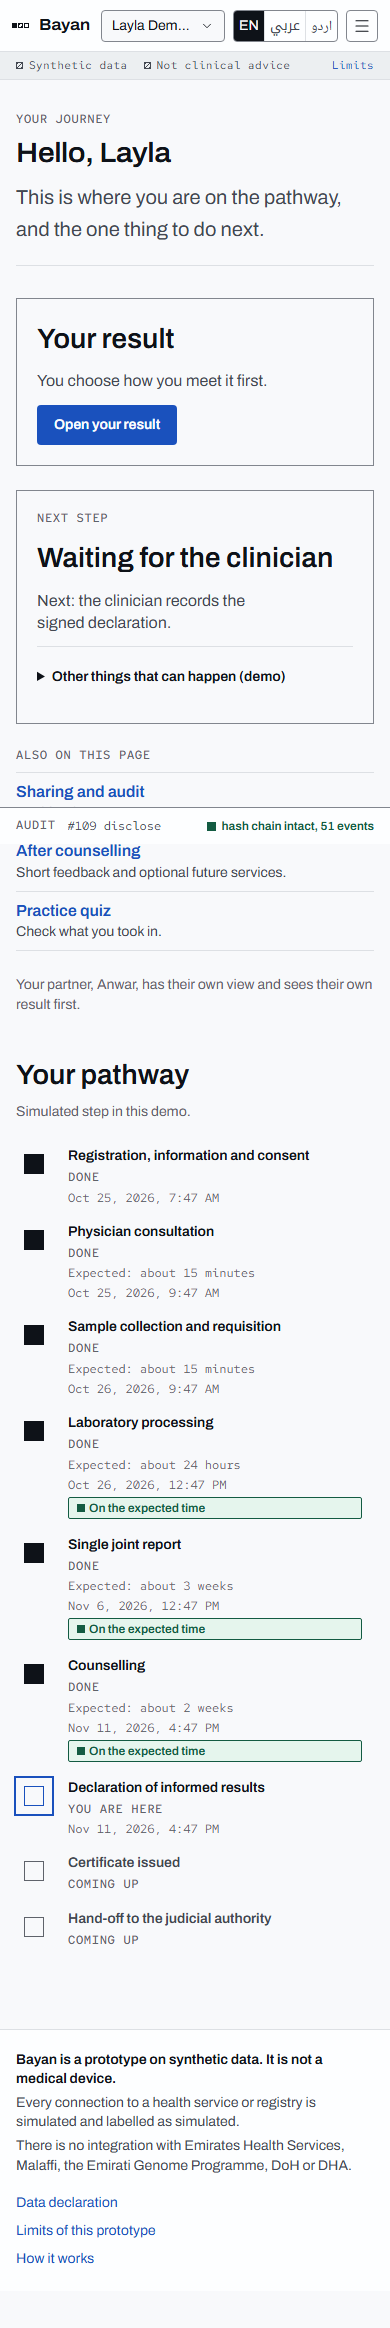 Bayan
Layla Dem...
EN
عربي
اردو
Synthetic data
Not clinical advice
Limits
YOUR JOURNEY
Hello, Layla
This is where you are on the pathway,
and the one thing to do next.
Your result
You choose how you meet it first.
Open your result
NEXT STEP
Waiting for the clinician
Next: the clinician records the
signed declaration.
Other things that can happen (demo)
ALSO ON THIS PAGE
Sharing and audit
AUDIT #109 disclose
hash chain intact, 51 events
After counselling
Short feedback and optional future services.
Practice quiz
Check what you took in.
Your partner, Anwar, has their own view and sees their own
result first.
Your pathway
Simulated step in this demo.
Registration, information and consent
DONE
Oct 25, 2026, 7:47 AM
Physician consultation
DONE
Expected: about 15 minutes
Oct 25, 2026, 9:47 AM
Sample collection and requisition
DONE
Expected: about 15 minutes
Oct 26, 2026, 9:47 AM
Laboratory processing
DONE
Expected: about 24 hours
Oct 26, 2026, 12:47 PM
On the expected time
Single joint report
DONE
Expected: about 3 weeks
Nov 6, 2026, 12:47 PM
On the expected time
Counselling
DONE
Expected: about 2 weeks
Nov 11, 2026, 4:47 PM
On the expected time
Declaration of informed results
YOU ARE HERE
Nov 11, 2026, 4:47 PM
Certificate issued
COMING UP
Hand-off to the judicial authority
COMING UP
Bayan is a prototype on synthetic data. It is not a
medical device.
Every connection to a health service or registry is
simulated and labelled as simulated.
There is no integration with Emirates Health Services,
Malaffi, the Emirati Genome Programme, DoH or DHA.
Data declaration
Limits of this prototype
How it works